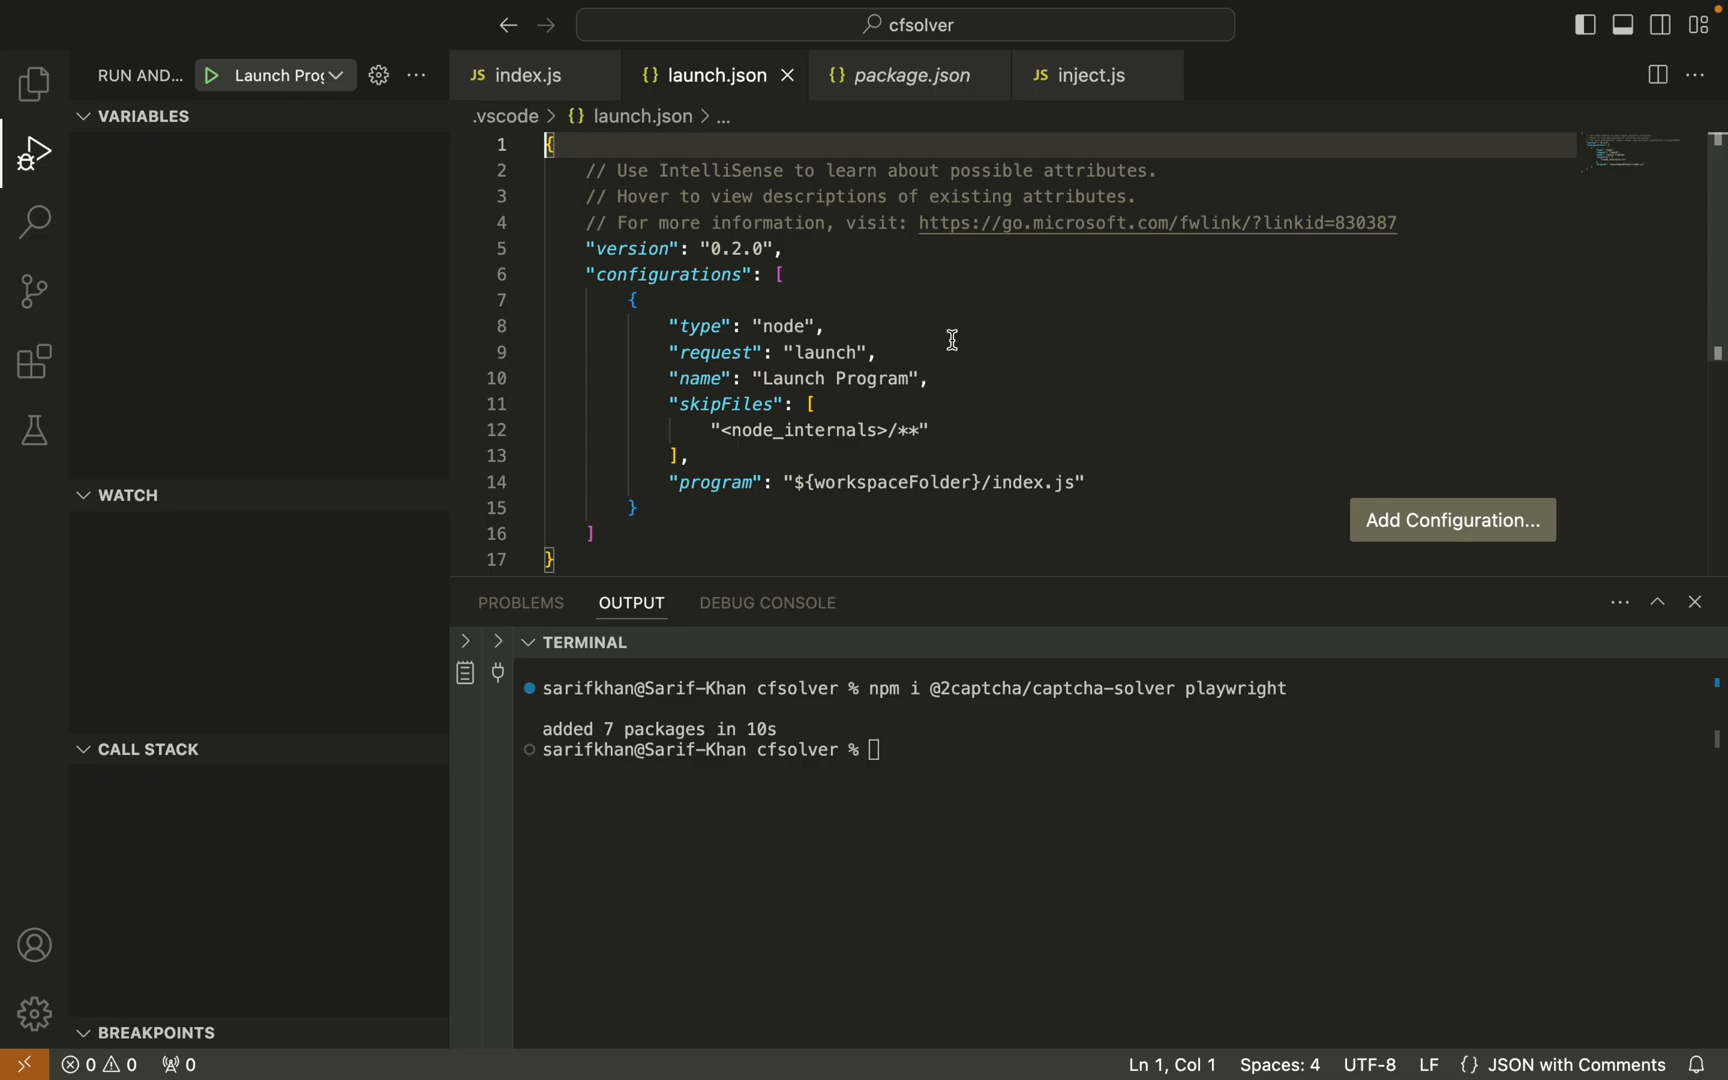 cfsolver
RUN AND...
Launch Prog
JS index.js
{} launch.json
{} package.json
JS inject.js
VARIABLES
.vscode > {} launch.json > ...
1 {
2 // Use IntelliSense to learn about possible attributes.
3 // Hover to view descriptions of existing attributes.
4 // For more information, visit: https://go.microsoft.com/fwlink/?linkid=830387
5 "version": "0.2.0",
6 "configurations": [
7 {
8 "type": "node",
9 "request": "launch",
10 "name": "Launch Program",
11 "skipFiles": [
12 "<node_internals>/**"
13 ],
14 "program": "${workspaceFolder}/index.js"
15 }
16 ]
17 }
Add Configuration...
WATCH
CALL STACK
BREAKPOINTS
PROBLEMS
OUTPUT
DEBUG CONSOLE
TERMINAL
sarifkhan@Sarif-Khan cfsolver % npm i @2captcha/captcha-solver playwright
added 7 packages in 10s
sarifkhan@Sarif-Khan cfsolver %
0 0 0
Ln 1, Col 1
Spaces: 4
UTF-8
LF
{} JSON with Comments